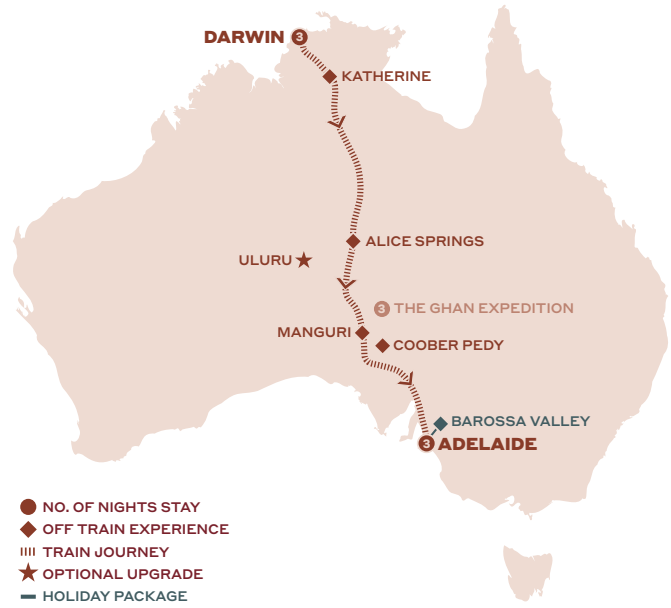 DARWIN 3
KATHERINE
ALICE SPRINGS
ULURU
3 THE GHAN EXPEDITION
MANGURI
COOBER PEDY
BAROSSA VALLEY
3 ADELAIDE
NO. OF NIGHTS STAY
OFF TRAIN EXPERIENCE
TRAIN JOURNEY
OPTIONAL UPGRADE
HOLIDAY PACKAGE